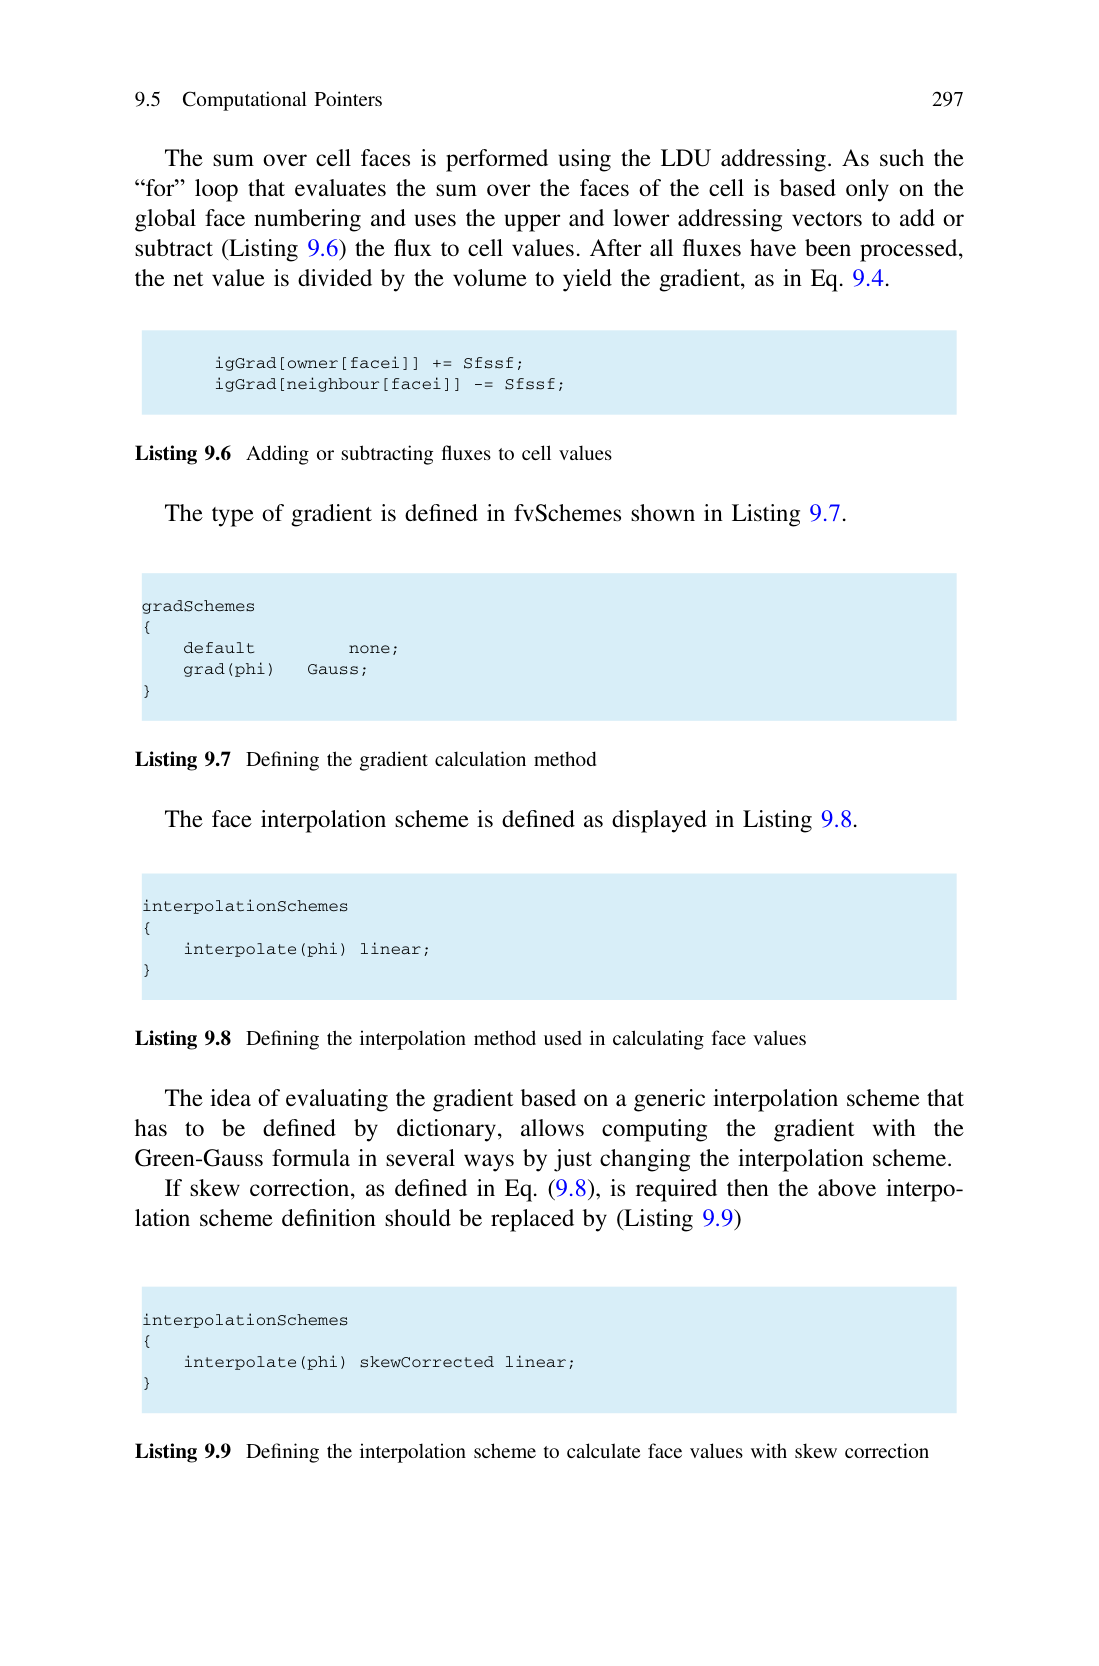 9.5 Computational Pointers 297
The sum over cell faces is performed using the LDU addressing. As such the
“for” loop that evaluates the sum over the faces of the cell is based only on the
global face numbering and uses the upper and lower addressing vectors to add or
subtract (Listing 9.6) the flux to cell values. After all fluxes have been processed,
the net value is divided by the volume to yield the gradient, as in Eq. 9.4.
igGrad[owner[facei]] += Sfssf;
igGrad[neighbour[facei]] -= Sfssf;
Listing 9.6 Adding or subtracting fluxes to cell values
The type of gradient is defined in fvSchemes shown in Listing 9.7.
gradSchemes
{
default none;
grad(phi) Gauss;
}
Listing 9.7 Defining the gradient calculation method
The face interpolation scheme is defined as displayed in Listing 9.8.
interpolationSchemes
{
interpolate(phi) linear;
}
Listing 9.8 Defining the interpolation method used in calculating face values
The idea of evaluating the gradient based on a generic interpolation scheme that
has to be defined by dictionary, allows computing the gradient with the
Green-Gauss formula in several ways by just changing the interpolation scheme.
If skew correction, as defined in Eq. (9.8), is required then the above interpo-
lation scheme definition should be replaced by (Listing 9.9)
interpolationSchemes
{
interpolate(phi) skewCorrected linear;
}
Listing 9.9 Defining the interpolation scheme to calculate face values with skew correction